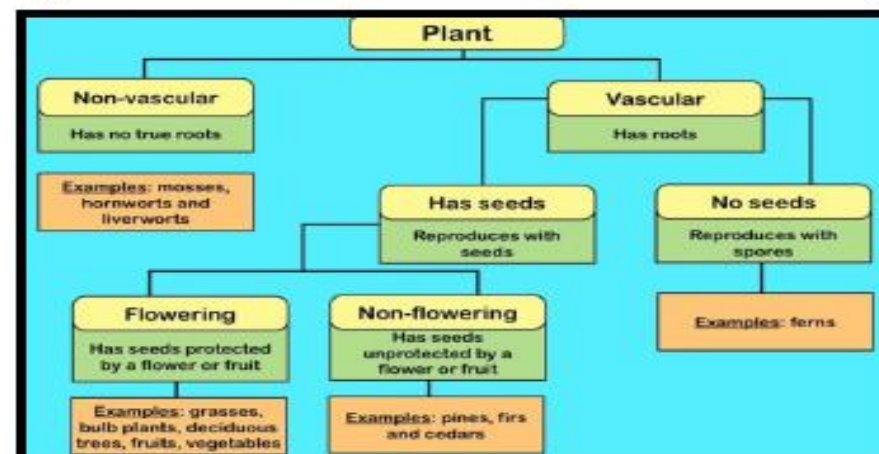 Plant
Non-vascular
Has no true roots
Examples: mosses,
hornworts and
liverworts
Vascular
Has roots
Has seeds
Reproduces with
seeds
No seeds
Reproduces with
spores
Examples: ferns
Flowering
Has seeds protected
by a flower or fruit
Examples: grasses,
bulb plants, deciduous
trees, fruits, vegetables
Non-flowering
Has seeds
unprotected by a
flower or fruit
Examples: pines, firs
and cedars